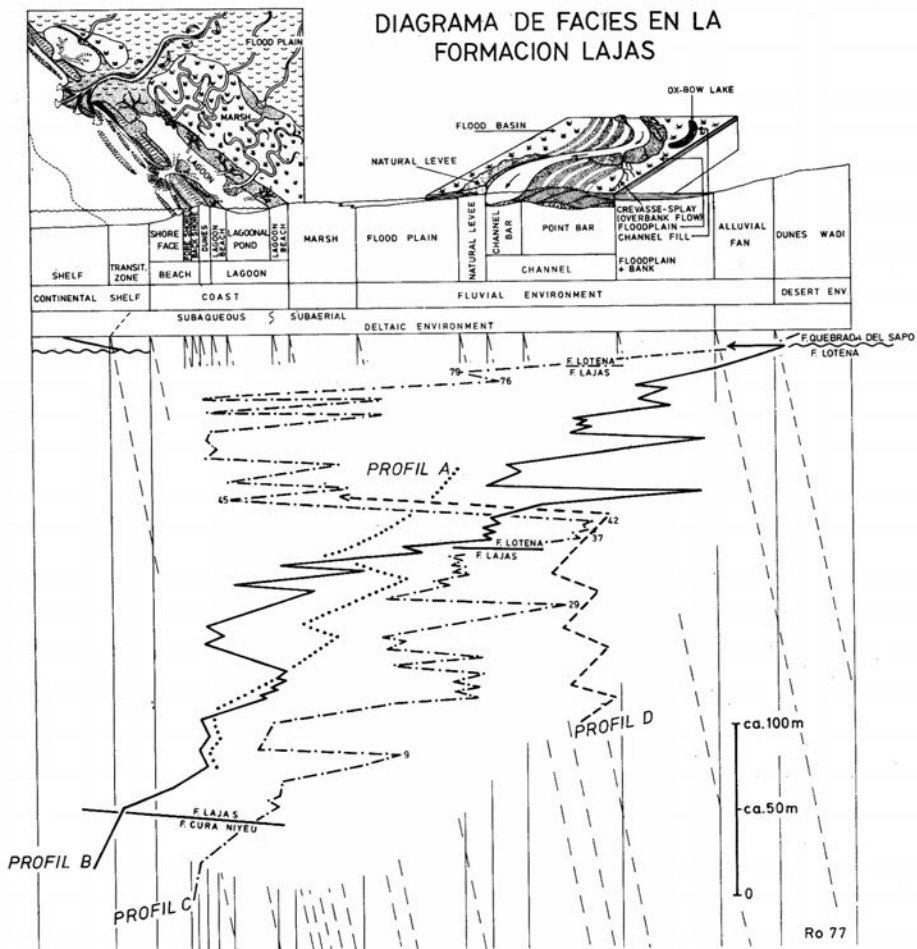 DIAGRAMA DE FACIES EN LA
FORMACION LAJAS
FLOOD PLAIN
MARSH
LAGOON
OX-BOW LAKE
FLOOD BASIN
NATURAL LEVEE
CREVASSE-SPLAY
(OVERBANK FLOW)
FLOODPLAIN
CHANNEL FILL
FLOODPLAIN
+ BANK
SHELF
TRANSIT.
ZONE
SHORE
FACE
FORE SHORE
BACK SHORE
DUNES
LAGOON
BEACH
LAGOONAL
POND
LAGOON
BEACH
MARSH
FLOOD PLAIN
NATURAL LEVEE
CHANNEL
BAR
POINT BAR
ALLUVIAL
FAN
DUNES WADI
BEACH
LAGOON
CHANNEL
CONTINENTAL SHELF
COAST
FLUVIAL ENVIRONMENT
DESERT ENV.
SUBAQUEOUS SUBAERIAL
DELTAIC ENVIRONMENT
F. QUEBRADA DEL SAPO
F. LOTENA
F. LOTENA
F. LAJAS
79
76
PROFIL A
45
42
37
F. LOTENA
F. LAJAS
29
PROFIL D
9
ca.100m
ca.50m
0
F. LAJAS
F. CURA NIYEU
PROFIL B
PROFIL C
Ro 77